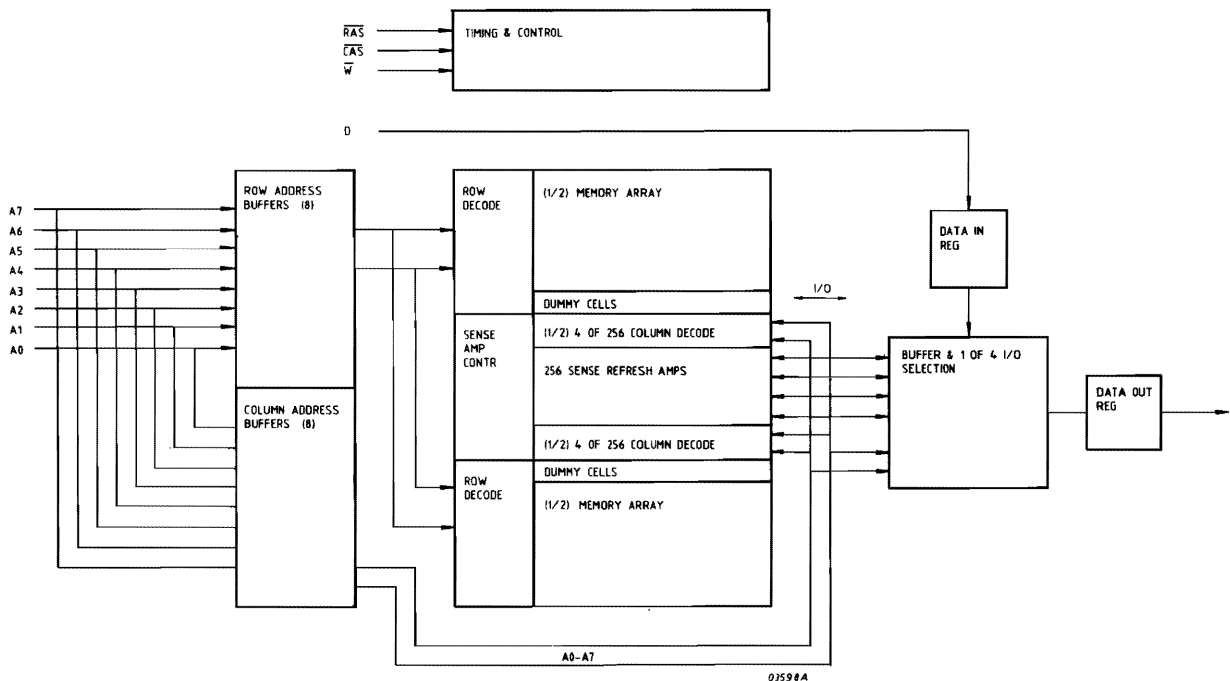 R̅A̅S̅
C̅A̅S̅
W̅
TIMING & CONTROL
D
A7
A6
A5
A4
A3
A2
A1
A0
ROW ADDRESS
BUFFERS (8)
COLUMN ADDRESS
BUFFERS (8)
ROW
DECODE
(1/2) MEMORY ARRAY
DUMMY CELLS
SENSE
AMP
CONTR
(1/2) 4 OF 256 COLUMN DECODE
256 SENSE REFRESH AMPS
(1/2) 4 OF 256 COLUMN DECODE
ROW
DECODE
DUMMY CELLS
(1/2) MEMORY ARRAY
I/O
DATA IN
REG
BUFFER & 1 OF 4 I/O
SELECTION
DATA OUT
REG
A0-A7
03598A